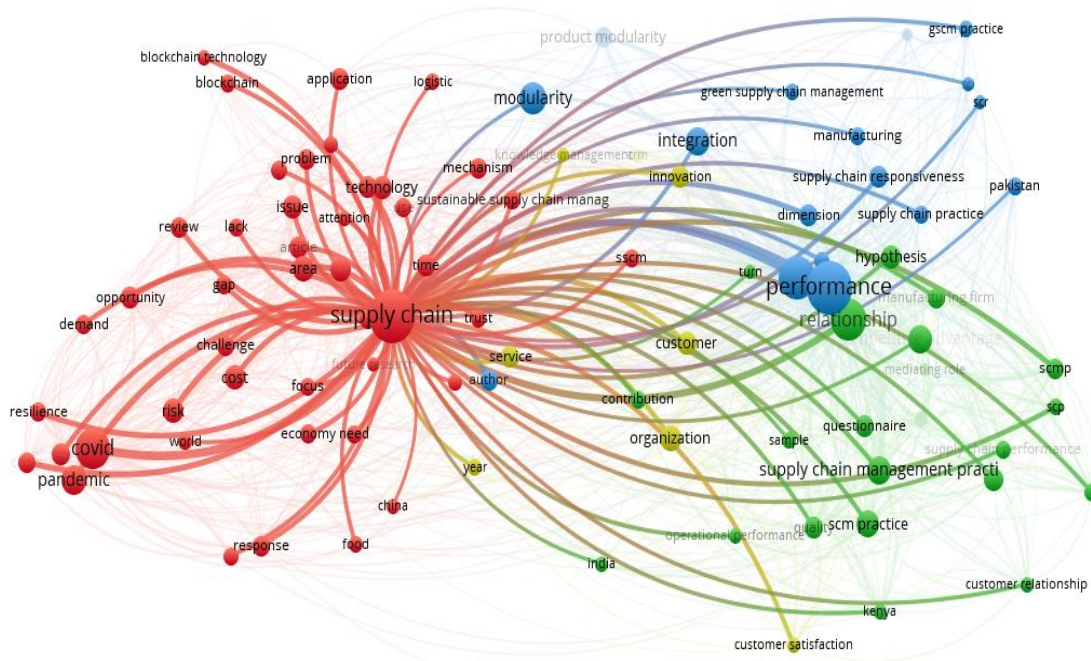 product modularity
gscm practice
blockchain technology
blockchain
application
logistic
modularity
green supply chain management
scr
integration
manufacturing
problem
knowledge management
rm
mechanism
innovation
supply chain responsiveness
pakistan
technology
sustainable supply chain manag
use
issue
attention
dimension
supply chain practice
review
lack
article
area
time
sscm
turn
hypothesis
gap
opportunity
performance
manufacturing firm
supply chain
trust
relationship
demand
challenge
customer
service
future research
mediating role
cost
focus
author
scmp
resilience
risk
contribution
scp
world
economy need
organization
sample
questionnaire
covid
supply chain performance
pandemic
year
supply chain management practi
china
scm practice
quality
operational performance
response
food
india
customer relationship
kenya
customer satisfaction